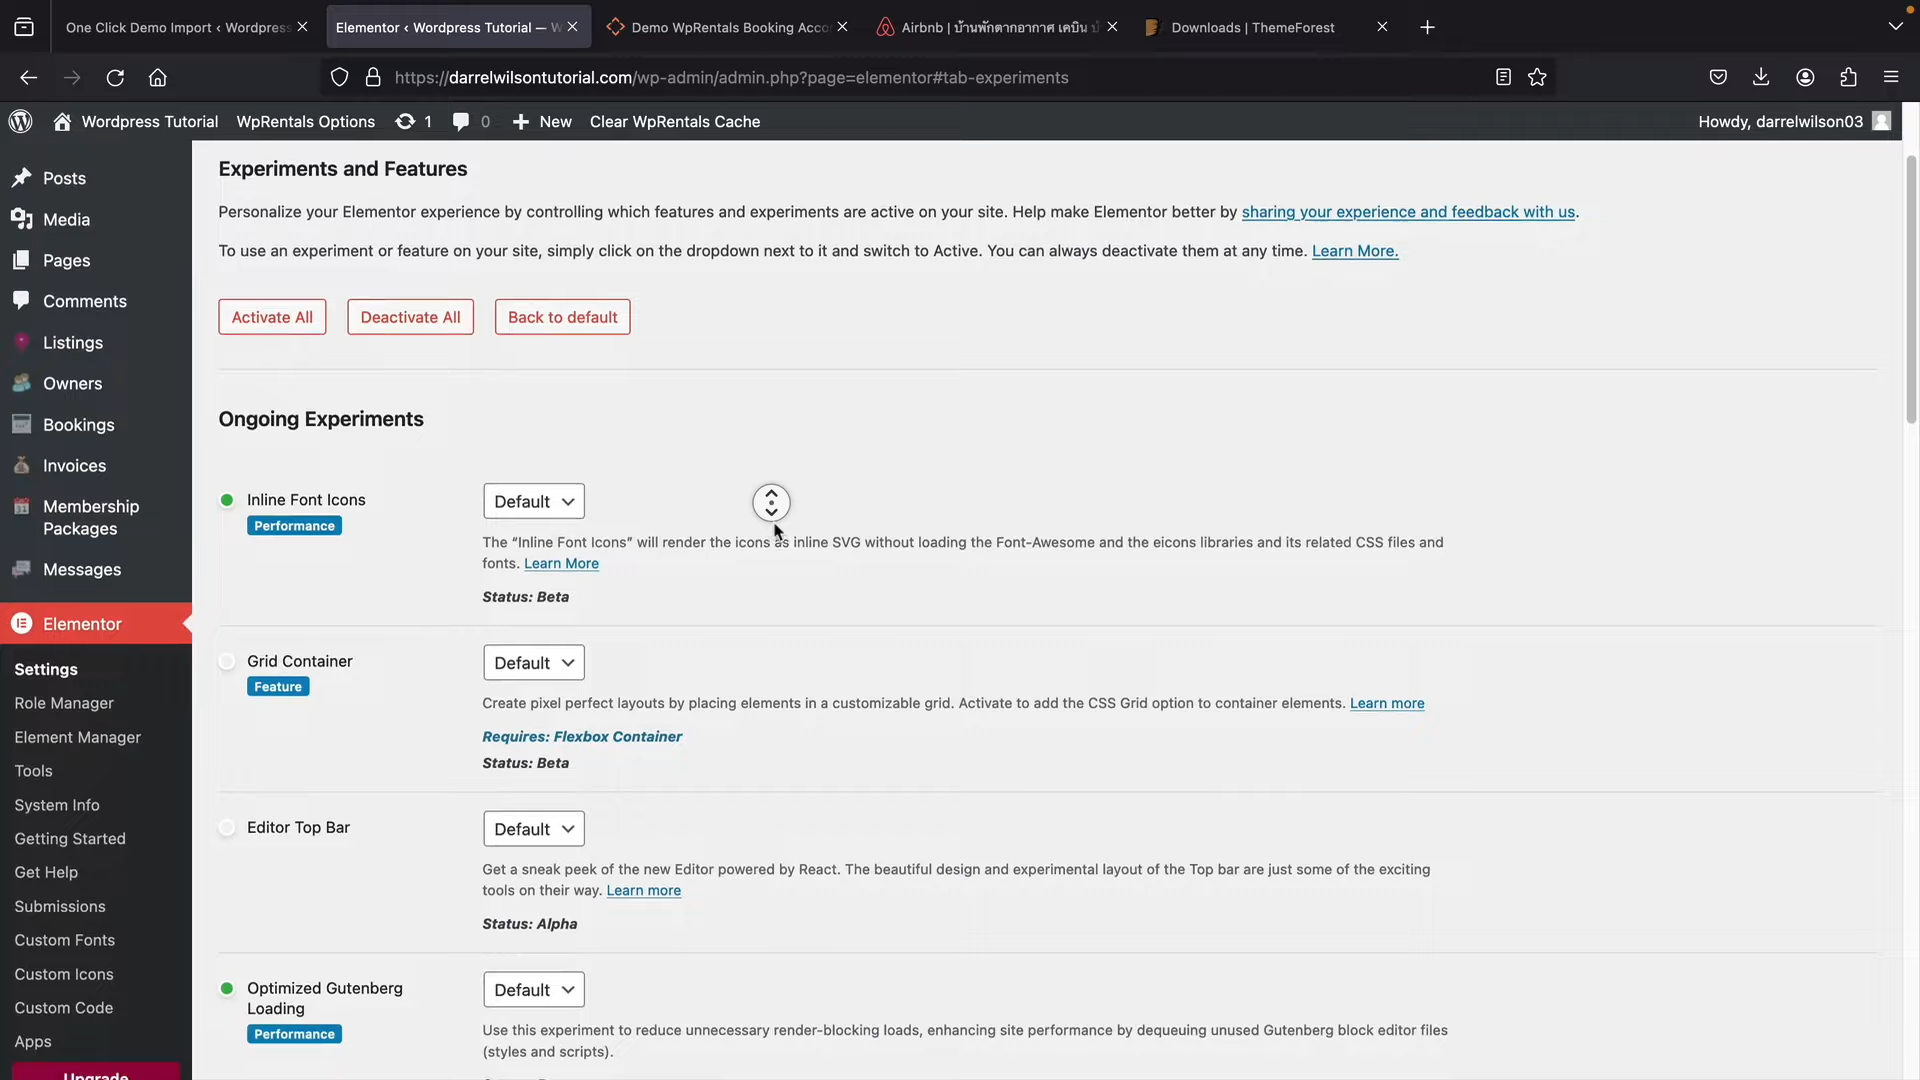 One Click Demo Import ‹ Wordpress
Elementor ‹ Wordpress Tutorial — W
Demo WpRentals Booking Acco
Airbnb | บ้านพักตากอากาศ เคบิน บ้
Downloads | ThemeForest
https://darrelwilsontutorial.com/wp-admin/admin.php?page=elementor#tab-experiments
Wordpress Tutorial
WpRentals Options
1
0
New
Clear WpRentals Cache
Howdy, darrelwilson03
Posts
Media
Pages
Comments
Listings
Owners
Bookings
Invoices
Membership
Packages
Messages
Elementor
Settings
Role Manager
Element Manager
Tools
System Info
Getting Started
Get Help
Submissions
Custom Fonts
Custom Icons
Custom Code
Apps
Upgrade
Experiments and Features
Personalize your Elementor experience by controlling which features and experiments are active on your site. Help make Elementor better by sharing your experience and feedback with us.
To use an experiment or feature on your site, simply click on the dropdown next to it and switch to Active. You can always deactivate them at any time. Learn More.
Activate All
Deactivate All
Back to default
Ongoing Experiments
Inline Font Icons
Performance
Default
The “Inline Font Icons” will render the icons as inline SVG without loading the Font-Awesome and the eicons libraries and its related CSS files and
fonts. Learn More
Status: Beta
Grid Container
Feature
Default
Create pixel perfect layouts by placing elements in a customizable grid. Activate to add the CSS Grid option to container elements. Learn more
Requires: Flexbox Container
Status: Beta
Editor Top Bar
Default
Get a sneak peek of the new Editor powered by React. The beautiful design and experimental layout of the Top bar are just some of the exciting
tools on their way. Learn more
Status: Alpha
Optimized Gutenberg
Loading
Performance
Default
Use this experiment to reduce unnecessary render-blocking loads, enhancing site performance by dequeuing unused Gutenberg block editor files
(styles and scripts).